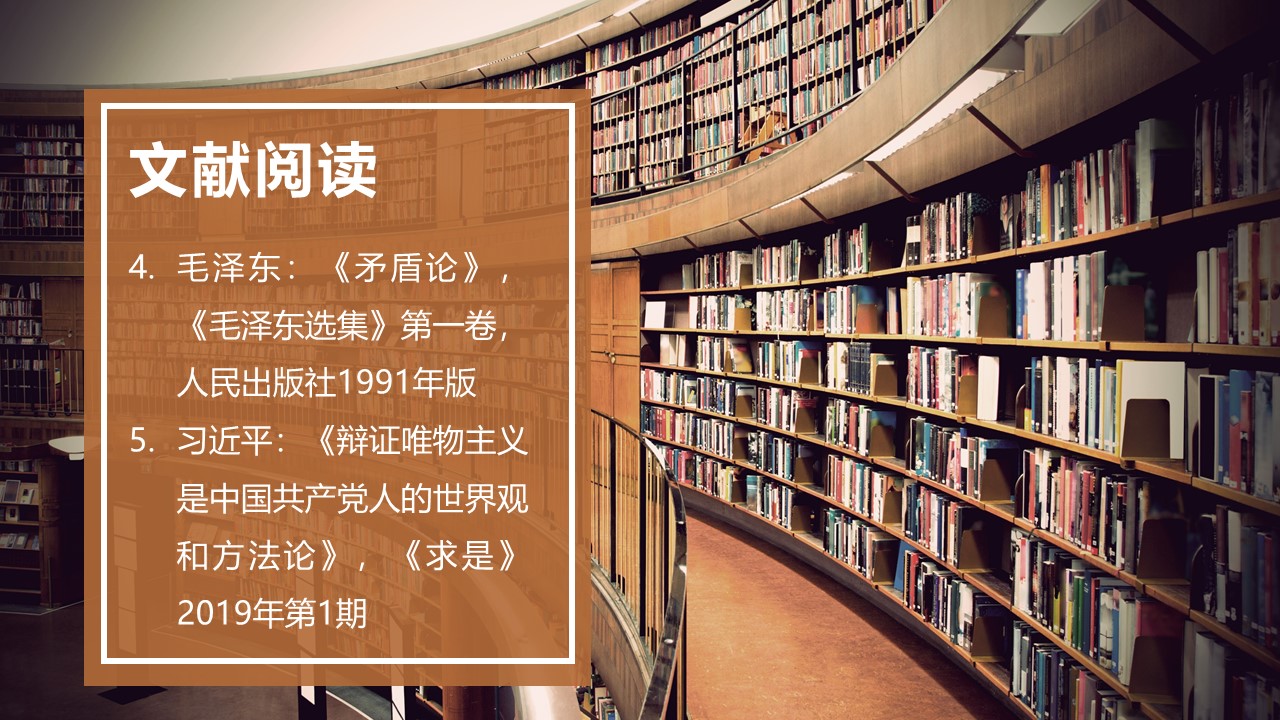 文献阅读
4. 毛泽东：《矛盾论》，
《毛泽东选集》第一卷，
人民出版社1991年版
5. 习近平：《辩证唯物主义
是中国共产党人的世界观
和方法论》，《求是》
2019年第1期